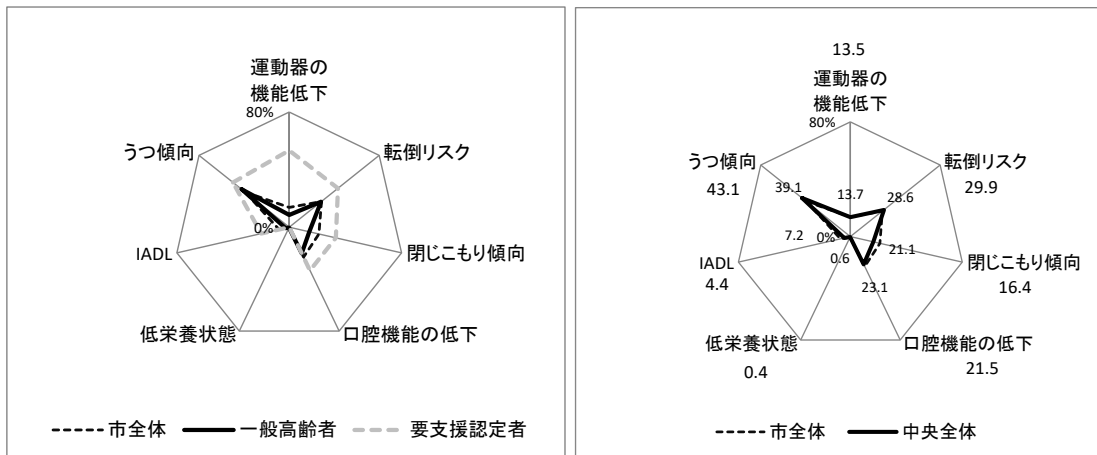 運動器の
機能低下
80%
うつ傾向
転倒リスク
0%
IADL
閉じこもり傾向
低栄養状態
口腔機能の低下
市全体
一般高齢者
要支援認定者
13.5
運動器の
機能低下
80%
うつ傾向
43.1
転倒リスク
29.9
39.1
13.7
28.6
7.2
0%
21.1
0.6
23.1
IADL
4.4
閉じこもり傾向
16.4
低栄養状態
0.4
口腔機能の低下
21.5
市全体
中央全体